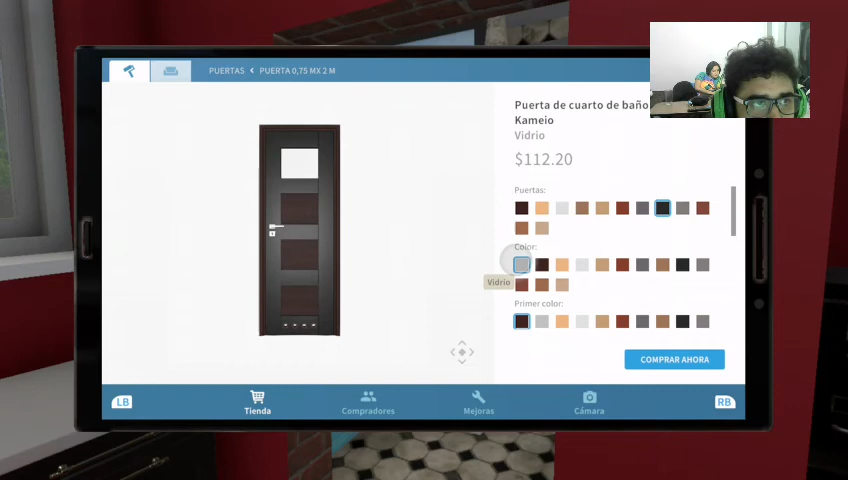 PUERTAS < PUERTA 0,75 MX 2 M
Puerta de cuarto de baño
Kameio
Vidrio
$112.20
Puertas:
Color:
Vidrio
Primer color:
COMPRAR AHORA
LB
Tienda
Compradores
Mejoras
Cámara
RB